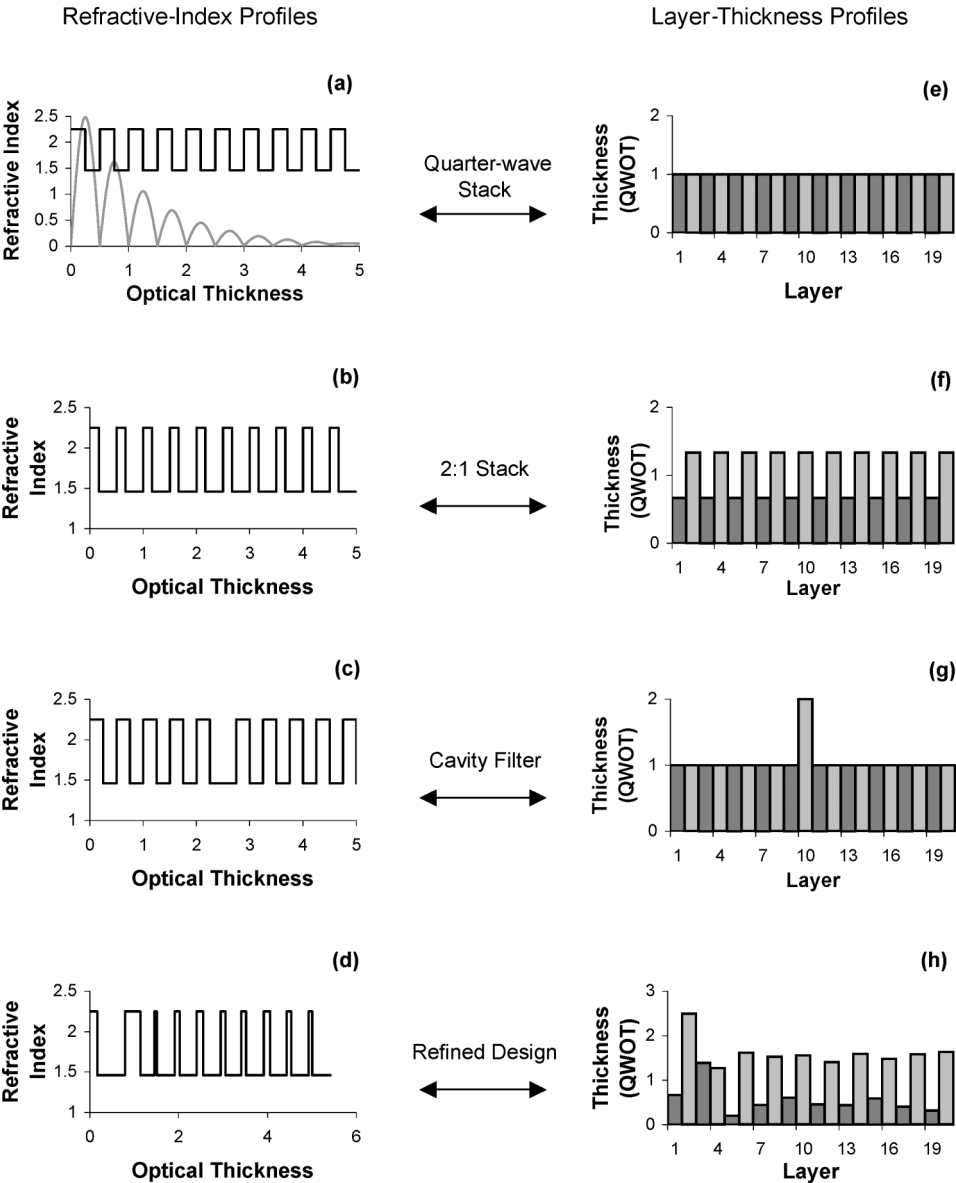 Refractive-Index Profiles
Layer-Thickness Profiles
(a)
Refractive Index
2.5
2
1.5
1
0.5
0
0 1 2 3 4 5
Optical Thickness
Quarter-wave
Stack
(e)
Thickness
(QWOT)
2
1
0
1 4 7 10 13 16 19
Layer
(b)
Refractive
Index
2.5
2
1.5
1
0 1 2 3 4 5
Optical Thickness
2:1 Stack
(f)
Thickness
(QWOT)
2
1
0
1 4 7 10 13 16 19
Layer
(c)
Refractive
Index
2.5
2
1.5
1
0 1 2 3 4 5
Optical Thickness
Cavity Filter
(g)
Thickness
(QWOT)
2
1
0
1 4 7 10 13 16 19
Layer
(d)
Refractive
Index
2.5
2
1.5
1
0 2 4 6
Optical Thickness
Refined Design
(h)
Thickness
(QWOT)
3
2
1
0
1 4 7 10 13 16 19
Layer